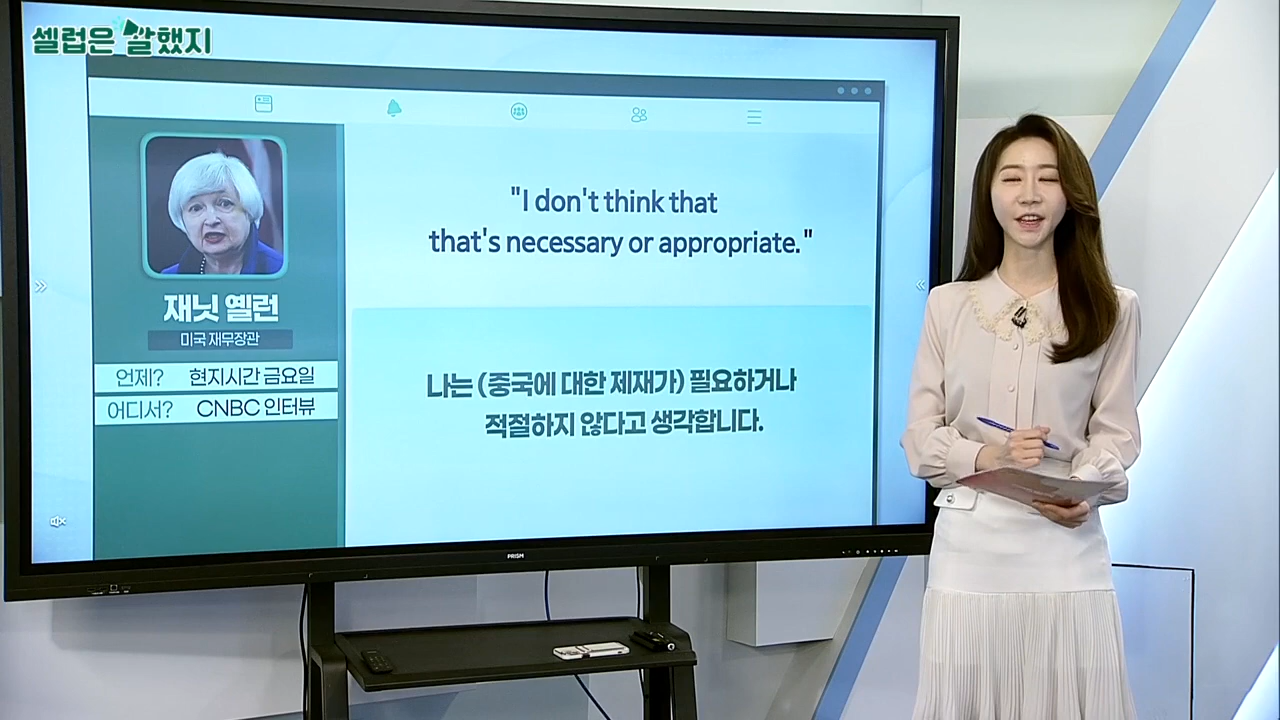 셀럽은 말했지
"I don't think that
that's necessary or appropriate."
재닛 옐런
미국 재무장관
언제? 현지시간 금요일
어디서? CNBC 인터뷰
나는 (중국에 대한 제재가) 필요하거나
적절하지 않다고 생각합니다.
PRISM